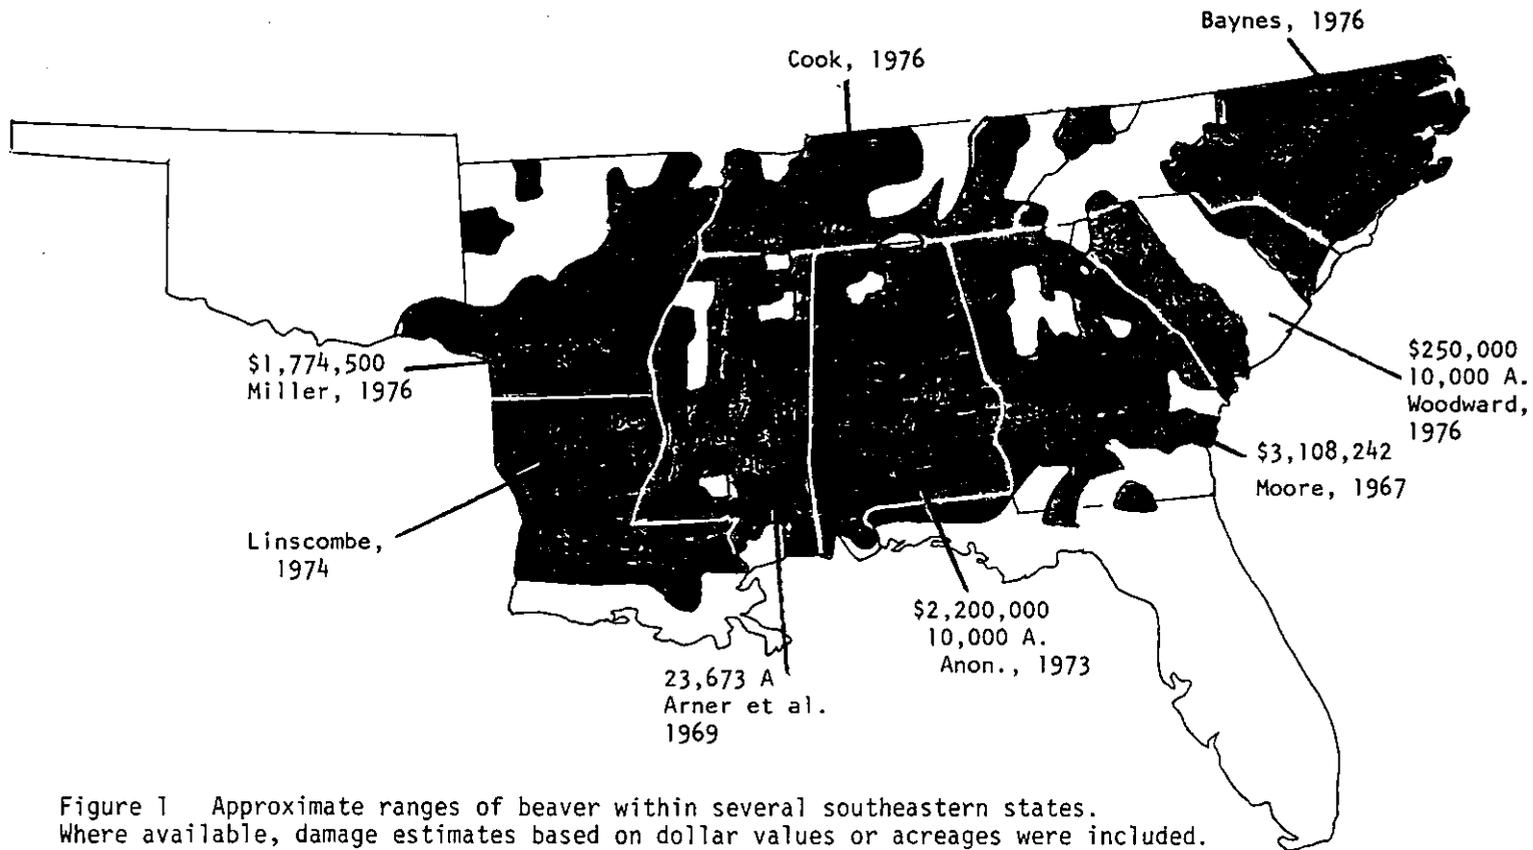 Baynes, 1976
Cook, 1976
$1,774,500
Miller, 1976
$250,000
10,000 A.
Woodward,
1976
$3,108,242
Moore, 1967
Linscombe,
1974
$2,200,000
10,000 A.
Anon., 1973
23,673 A
Arner et al.
1969
Figure 1 Approximate ranges of beaver within several southeastern states.
Where available, damage estimates based on dollar values or acreages were included.